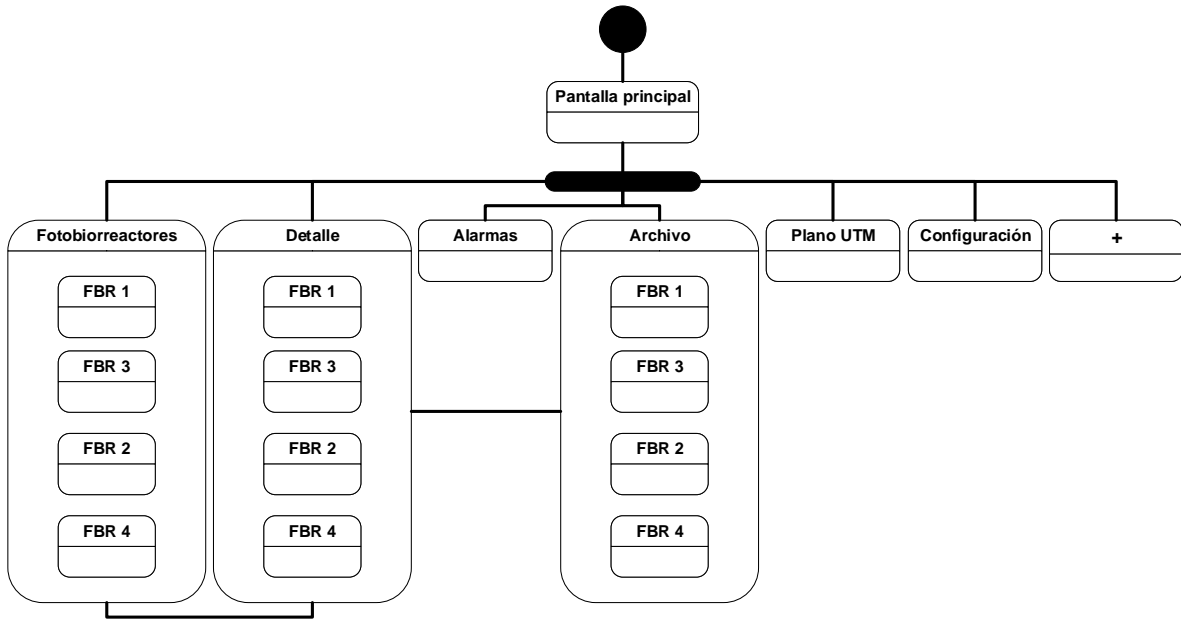 Pantalla principal
Fotobiorreactores
Detalle
Alarmas
Archivo
Plano UTM
Configuración
+
FBR 1
FBR 3
FBR 2
FBR 4
FBR 1
FBR 3
FBR 2
FBR 4
FBR 1
FBR 3
FBR 2
FBR 4